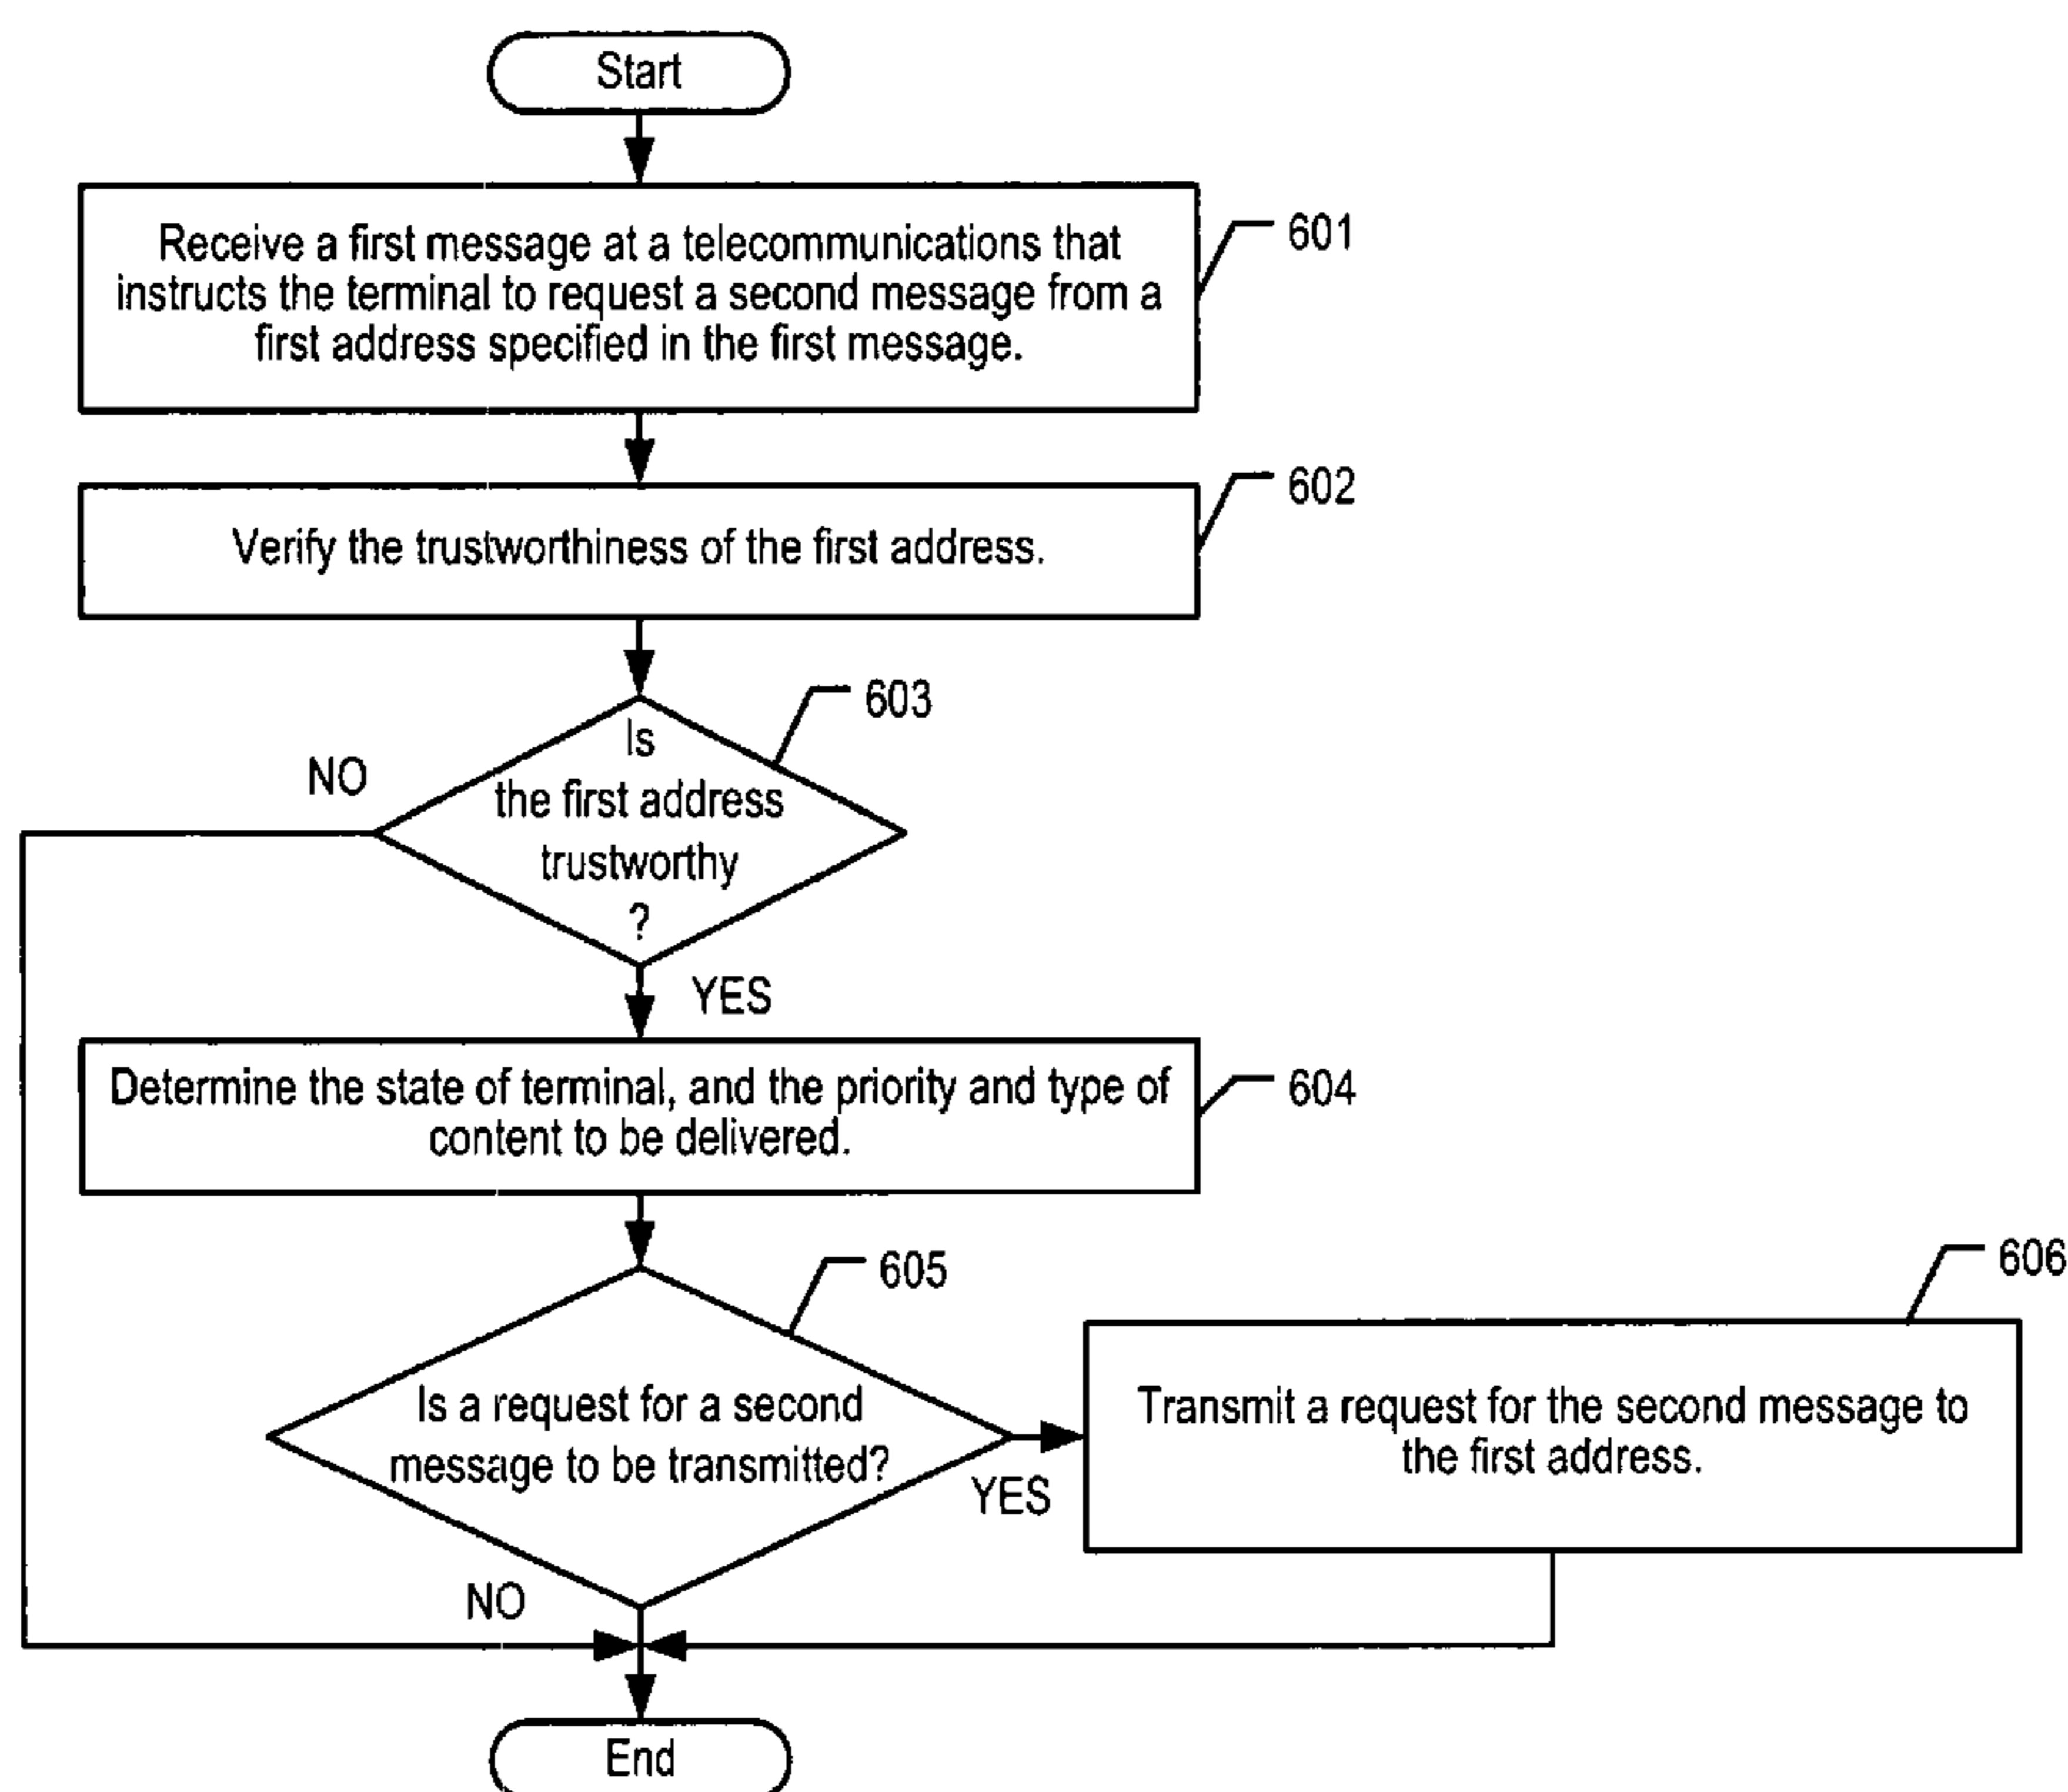 Start
Receive a first message at a telecommunications that
instructs the terminal to request a second message from a
first address specified in the first message.
601
Verify the trustworthiness of the first address.
602
603
Is
the first address
trustworthy
?
NO
YES
Determine the state of terminal, and the priority and type of
content to be delivered.
604
605
Is a request for a second
message to be transmitted?
YES
NO
606
Transmit a request for the second message to
the first address.
End